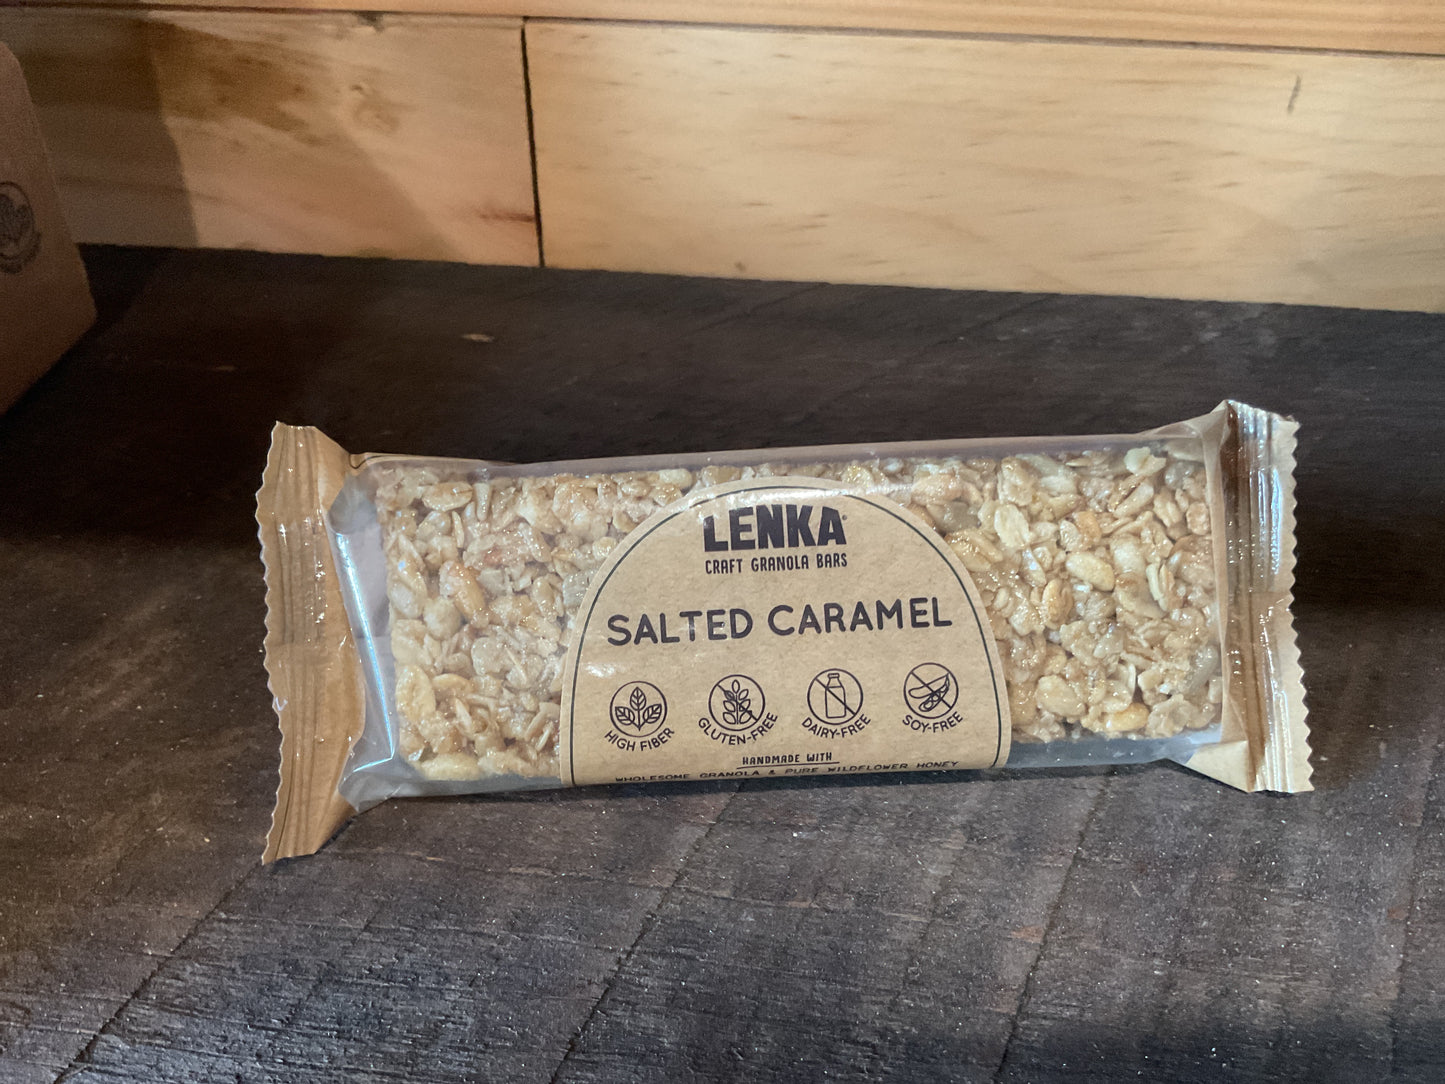 LENKA®
CRAFT GRANOLA BARS
SALTED CARAMEL
HIGH FIBER
GLUTEN-FREE
DAIRY-FREE
SOY-FREE
HANDMADE WITH
WHOLESOME GRANOLA & PURE WILDFLOWER HONEY